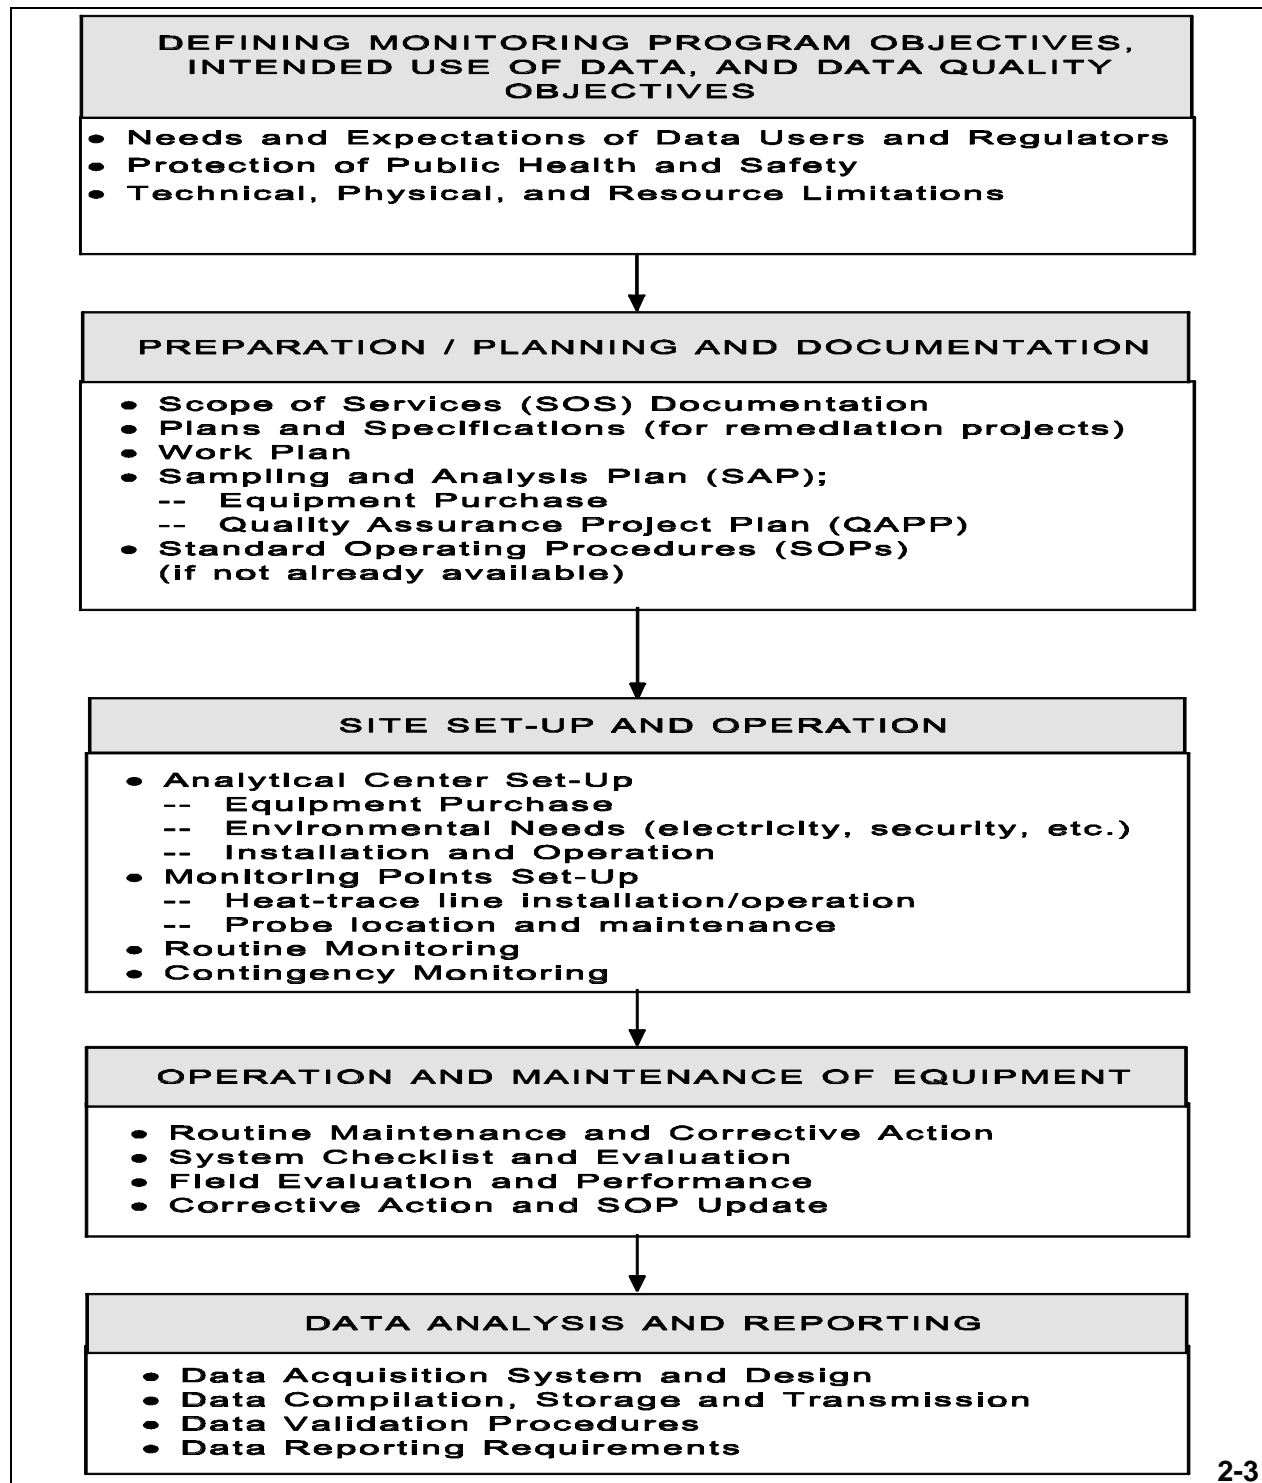 DEFINING MONITORING PROGRAM OBJECTIVES,
INTENDED USE OF DATA, AND DATA QUALITY
OBJECTIVES
• Needs and Expectations of Data Users and Regulators
• Protection of Public Health and Safety
• Technical, Physical, and Resource Limitations
PREPARATION / PLANNING AND DOCUMENTATION
• Scope of Services (SOS) Documentation
• Plans and Specifications (for remediation projects)
• Work Plan
• Sampling and Analysis Plan (SAP);
-- Equipment Purchase
-- Quality Assurance Project Plan (QAPP)
• Standard Operating Procedures (SOPs)
(if not already available)
SITE SET-UP AND OPERATION
• Analytical Center Set-Up
-- Equipment Purchase
-- Environmental Needs (electricity, security, etc.)
-- Installation and Operation
• Monitoring Points Set-Up
-- Heat-trace line installation/operation
-- Probe location and maintenance
• Routine Monitoring
• Contingency Monitoring
OPERATION AND MAINTENANCE OF EQUIPMENT
• Routine Maintenance and Corrective Action
• System Checklist and Evaluation
• Field Evaluation and Performance
• Corrective Action and SOP Update
DATA ANALYSIS AND REPORTING
• Data Acquisition System and Design
• Data Compilation, Storage and Transmission
• Data Validation Procedures
• Data Reporting Requirements
2-3